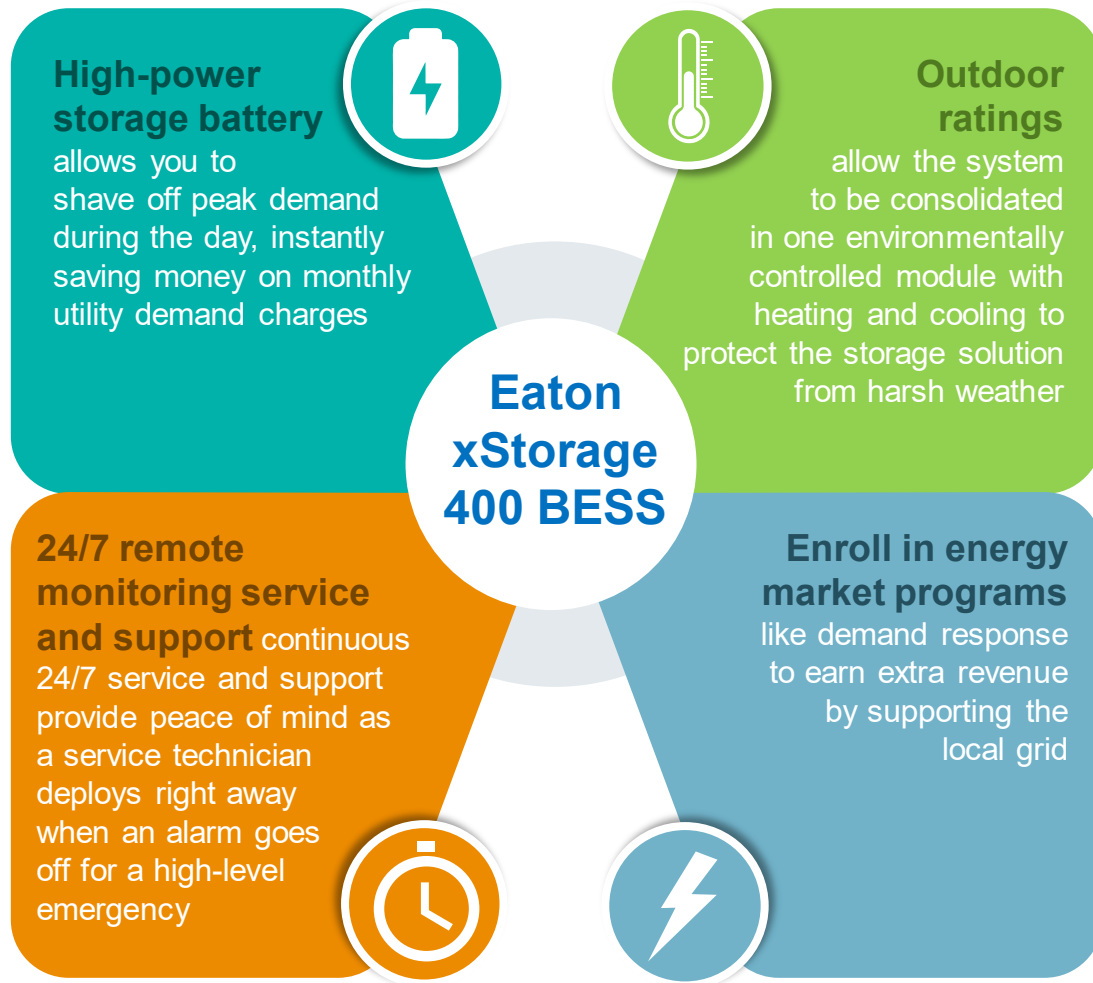 High-power
storage battery
allows you to
shave off peak demand
during the day, instantly
saving money on monthly
utility demand charges
Outdoor
ratings
allow the system
to be consolidated
in one environmentally
controlled module with
heating and cooling to
protect the storage solution
from harsh weather
Eaton
xStorage
400 BESS
24/7 remote
monitoring service
and support continuous
24/7 service and support
provide peace of mind as
a service technician
deploys right away
when an alarm goes
off for a high-level
emergency
Enroll in energy
market programs
like demand response
to earn extra revenue
by supporting the
local grid